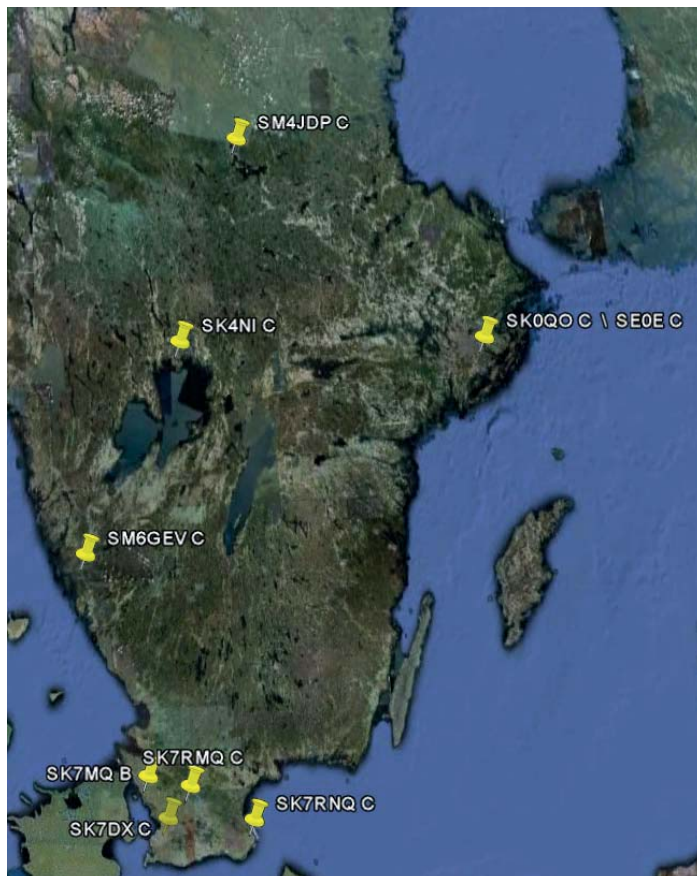 SM4JDP C
SK4NI C
SK0QO C \ SE0E C
SM6GEV C
SK7RMQ C
SK7MQ B
SK7RNQ C
SK7DX C